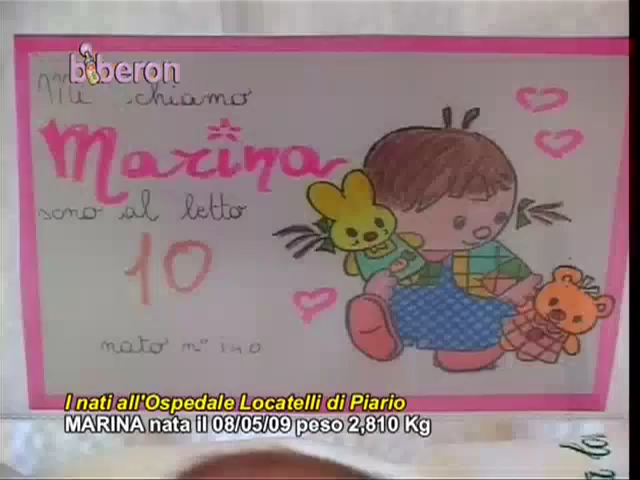 biberon
Mi chiamo
Marina
sono al letto
10
nato n° 140
I nati all'Ospedale Locatelli di Piario
MARINA nata il 08/05/09 peso 2,810 Kg